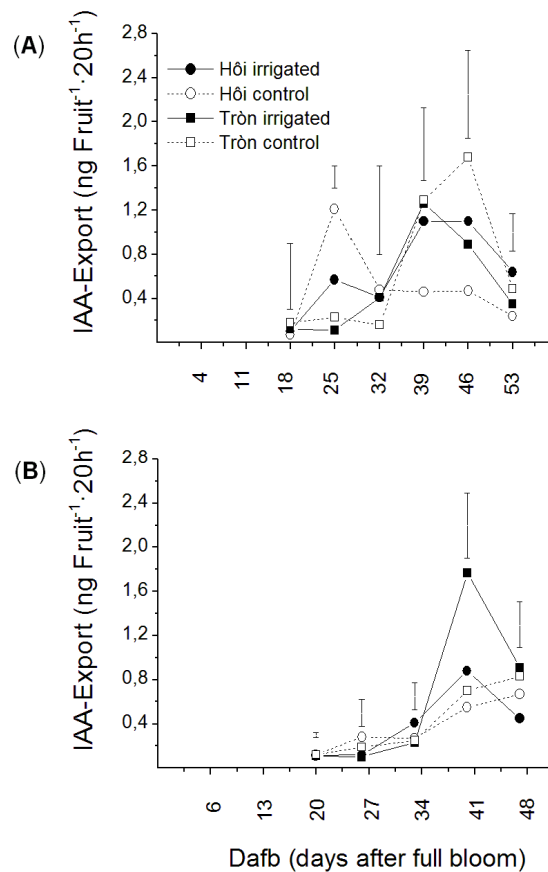 (A)
IAA-Export (ng Fruit⁻¹·20h⁻¹)
2,8
2,4
2,0
1,6
1,2
0,8
0,4
Hôi irrigated
Hôi control
Tròn irrigated
Tròn control
4 11 18 25 32 39 46 53
(B)
IAA-Export (ng Fruit⁻¹·20h⁻¹)
2,8
2,4
2,0
1,6
1,2
0,8
0,4
6 13 20 27 34 41 48
Dafb (days after full bloom)